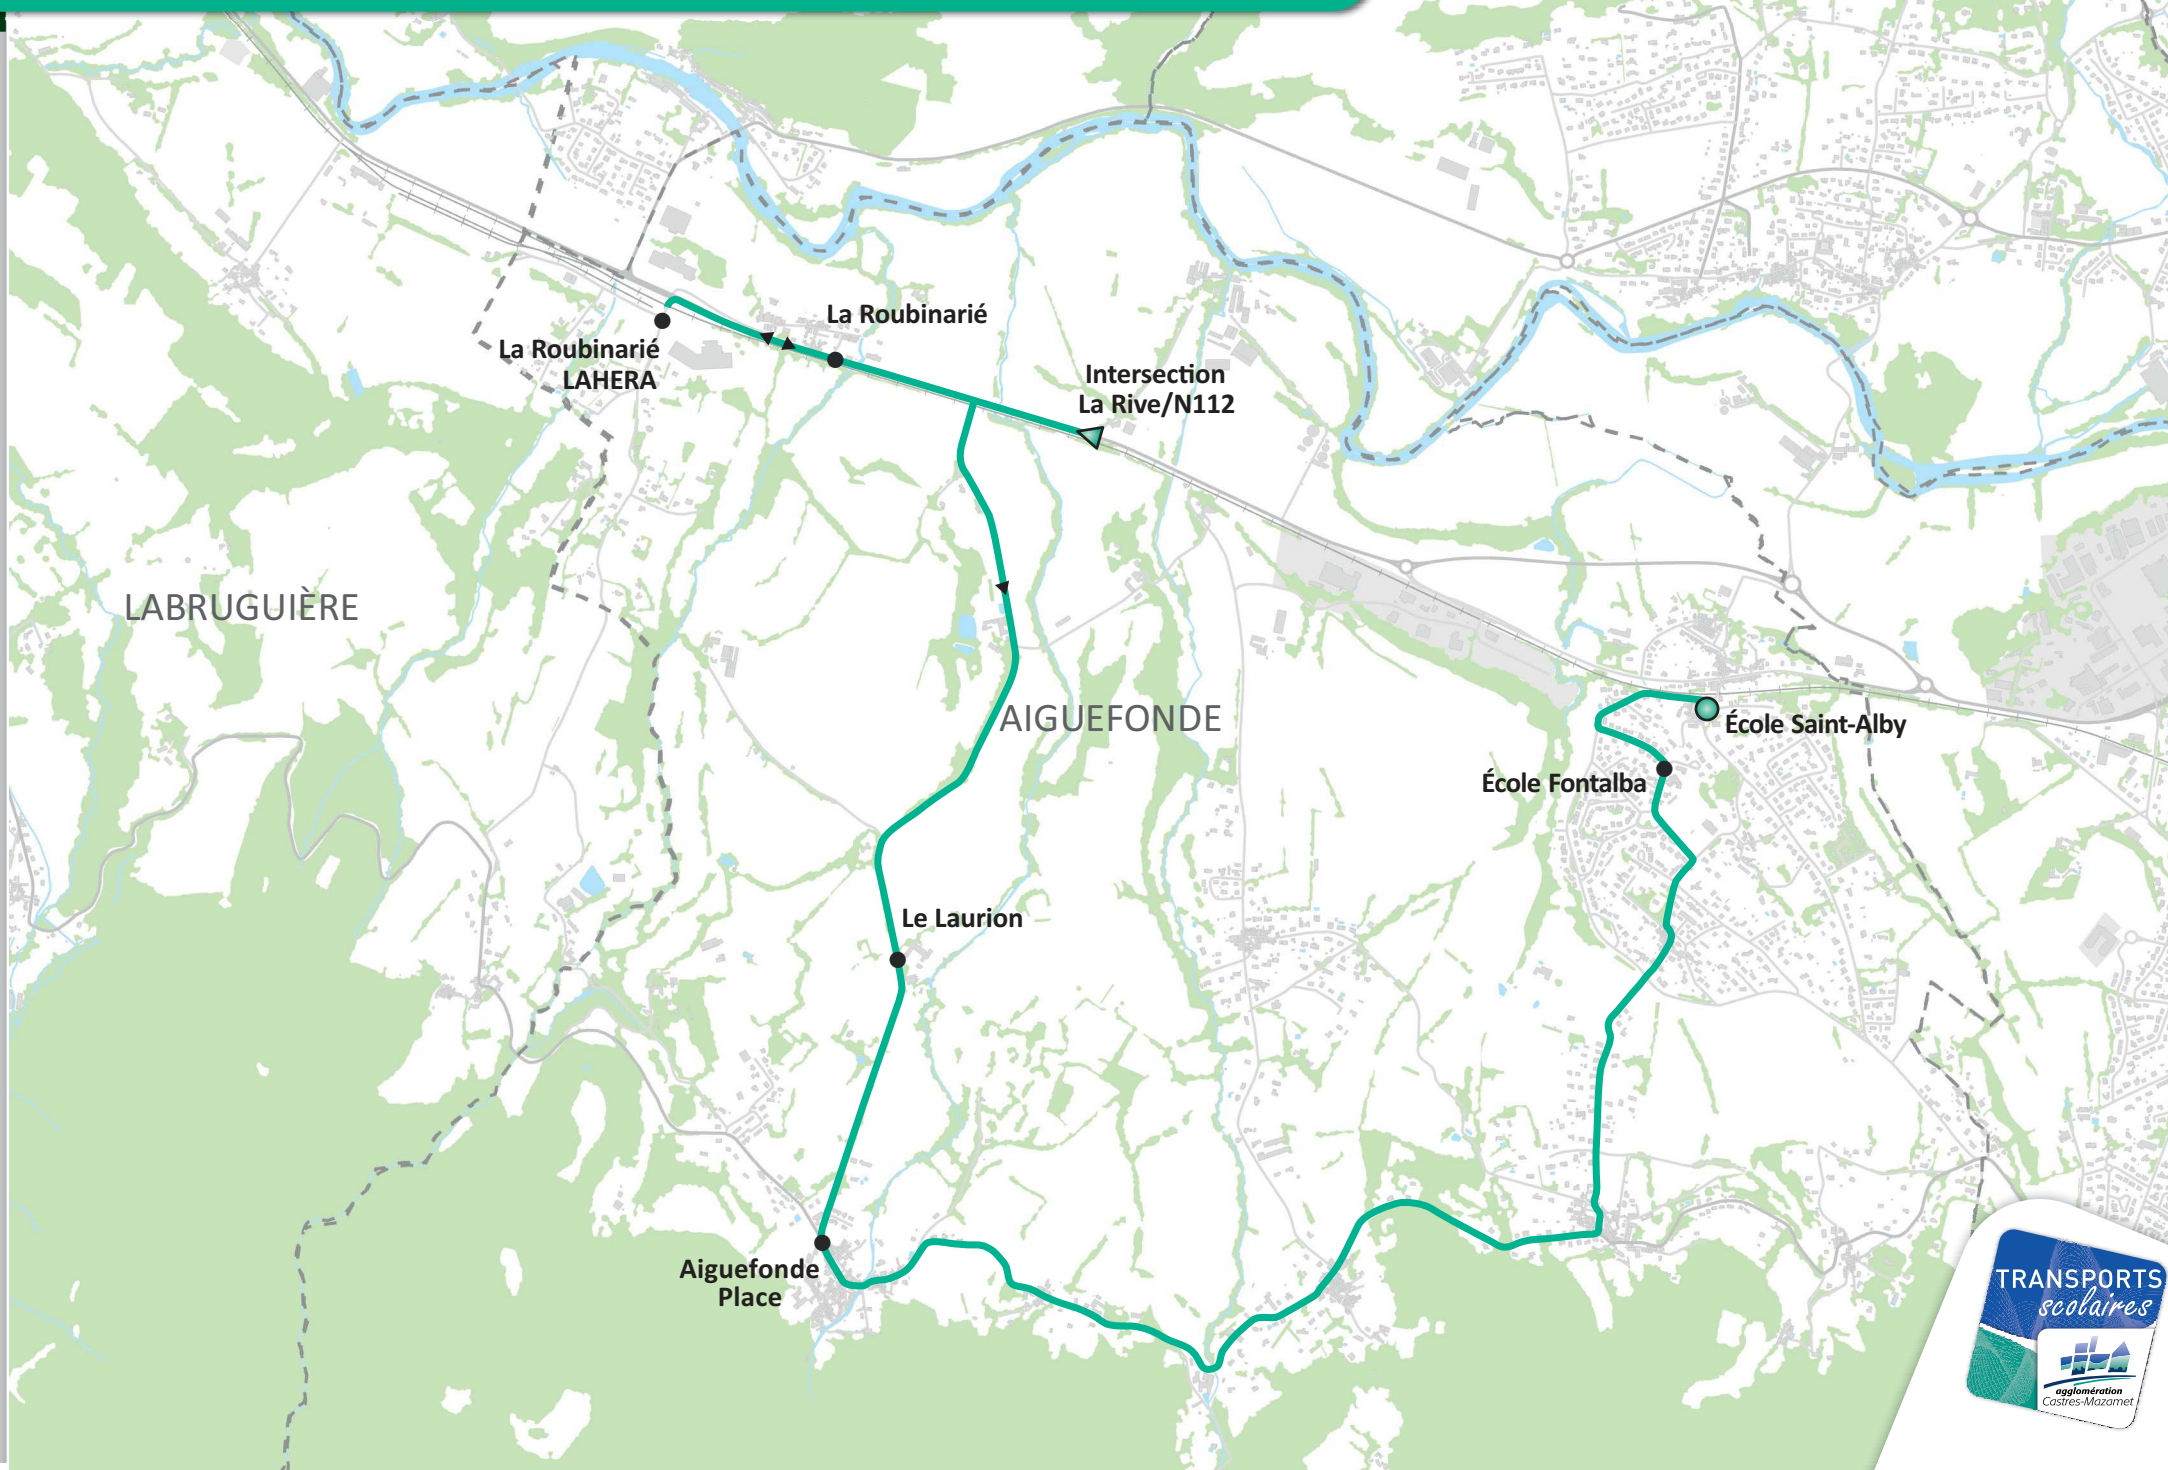 La Roubinarié
La Roubinarié
LAHERA
Intersection
La Rive/N112
LABRUGUIÈRE
AIGUEFONDE
École Saint-Alby
École Fontalba
Le Laurion
Aiguefonde
Place
TRANSPORTS
scolaires
agglomération
Castres-Mazamet